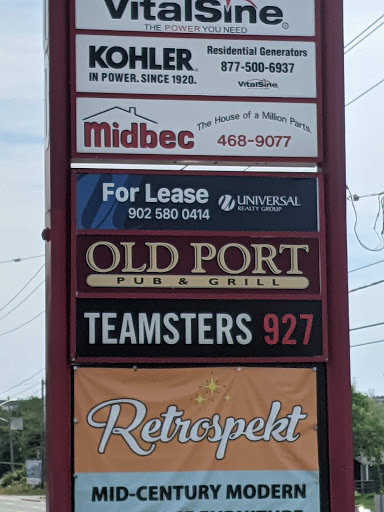 VitalSine
THE POWER YOU NEED
KOHLER
IN POWER. SINCE 1920.
Residential Generators
877-500-6937
VitalSine
Midbec
The House of a Million Parts.
468-9077
For Lease
902 580 0414
UNIVERSAL
REALTY GROUP
OLD PORT
PUB & GRILL
TEAMSTERS 927
Retrospekt
MID-CENTURY MODERN